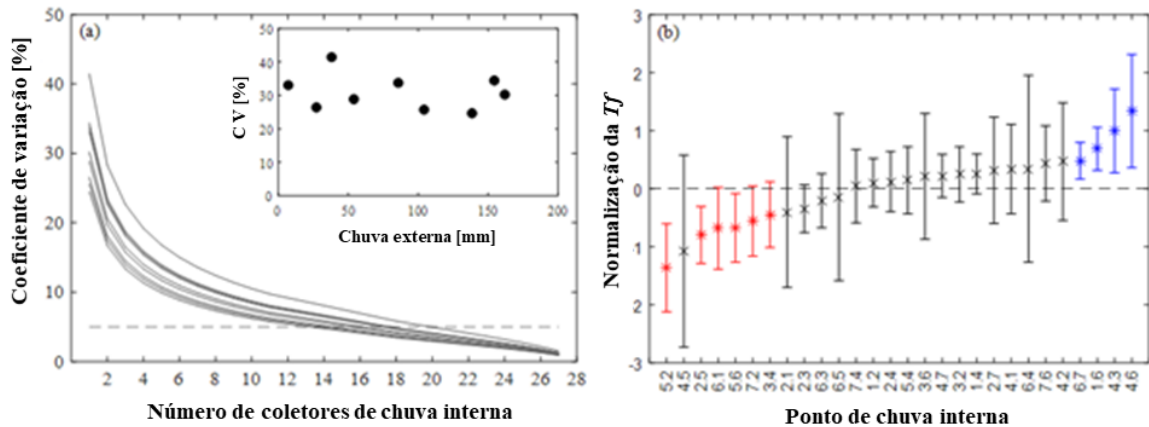 (a)
Coeficiente de variação [%]
50
40
30
20
10
0
2 4 6 8 10 12 14 16 18 20 22 24 26 28
Número de coletores de chuva interna
C V [%]
50
40
30
20
10
0
0 50 100 150 200
Chuva externa [mm]
(b)
Normalização da Tf
3
2
1
0
-1
-2
-3
5.2 4.5 2.5 6.1 5.6 7.2 3.4 2.1 2.3 6.3 6.5 7.4 1.2 2.4 5.4 3.6 4.7 3.2 1.4 2.7 4.1 6.4 7.6 4.2 6.7 1.6 4.3 4.6
Ponto de chuva interna